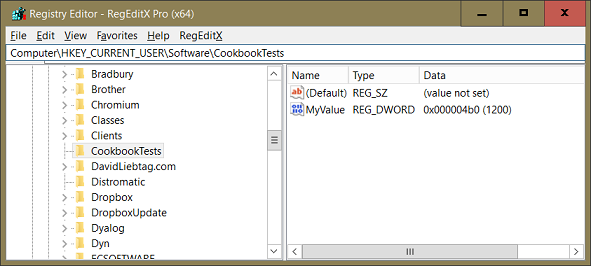 Registry Editor - RegEditX Pro (x64)
File Edit View Favorites Help RegEditX
Computer\HKEY_CURRENT_USER\Software\CookbookTests
Bradbury
Brother
Chromium
Classes
Clients
CookbookTests
DavidLiebtag.com
Distromatic
Dropbox
DropboxUpdate
Dyalog
Dyn
ECSOFTWARE
Name Type Data
ab (Default) REG_SZ (value not set)
MyValue REG_DWORD 0x000004b0 (1200)